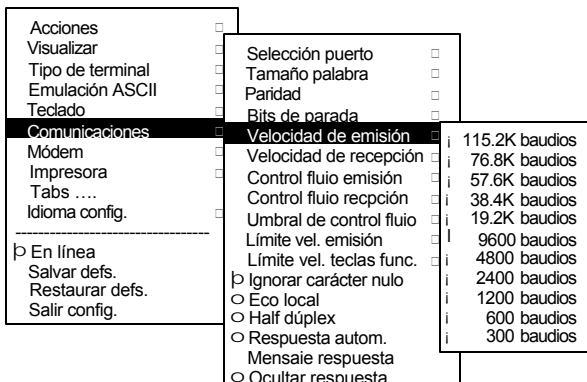 Acciones
Visualizar
Tipo de terminal
Emulación ASCII
Teclado
Comunicaciones
Módem
Impresora
Tabs ....
Idioma config.
-----------------------------------
þ En línea
Salvar defs.
Restaurar defs.
Salir config.
Selección puerto
Tamaño palabra
Paridad
Bits de parada
Velocidad de emisión
Velocidad de recepción
Control fluio emisión
Control fluio recpción
Umbral de control fluio
Límite vel. emisión
Límite vel. teclas func.
þ Ignorar carácter nulo
O Eco local
O Half dúplex
O Respuesta autom.
Mensaie respuesta
O Ocultar respuesta
¡ 115.2K baudios
¡ 76.8K baudios
¡ 57.6K baudios
¡ 38.4K baudios
¡ 19.2K baudios
l 9600 baudios
¡ 4800 baudios
¡ 2400 baudios
¡ 1200 baudios
¡ 600 baudios
¡ 300 baudios